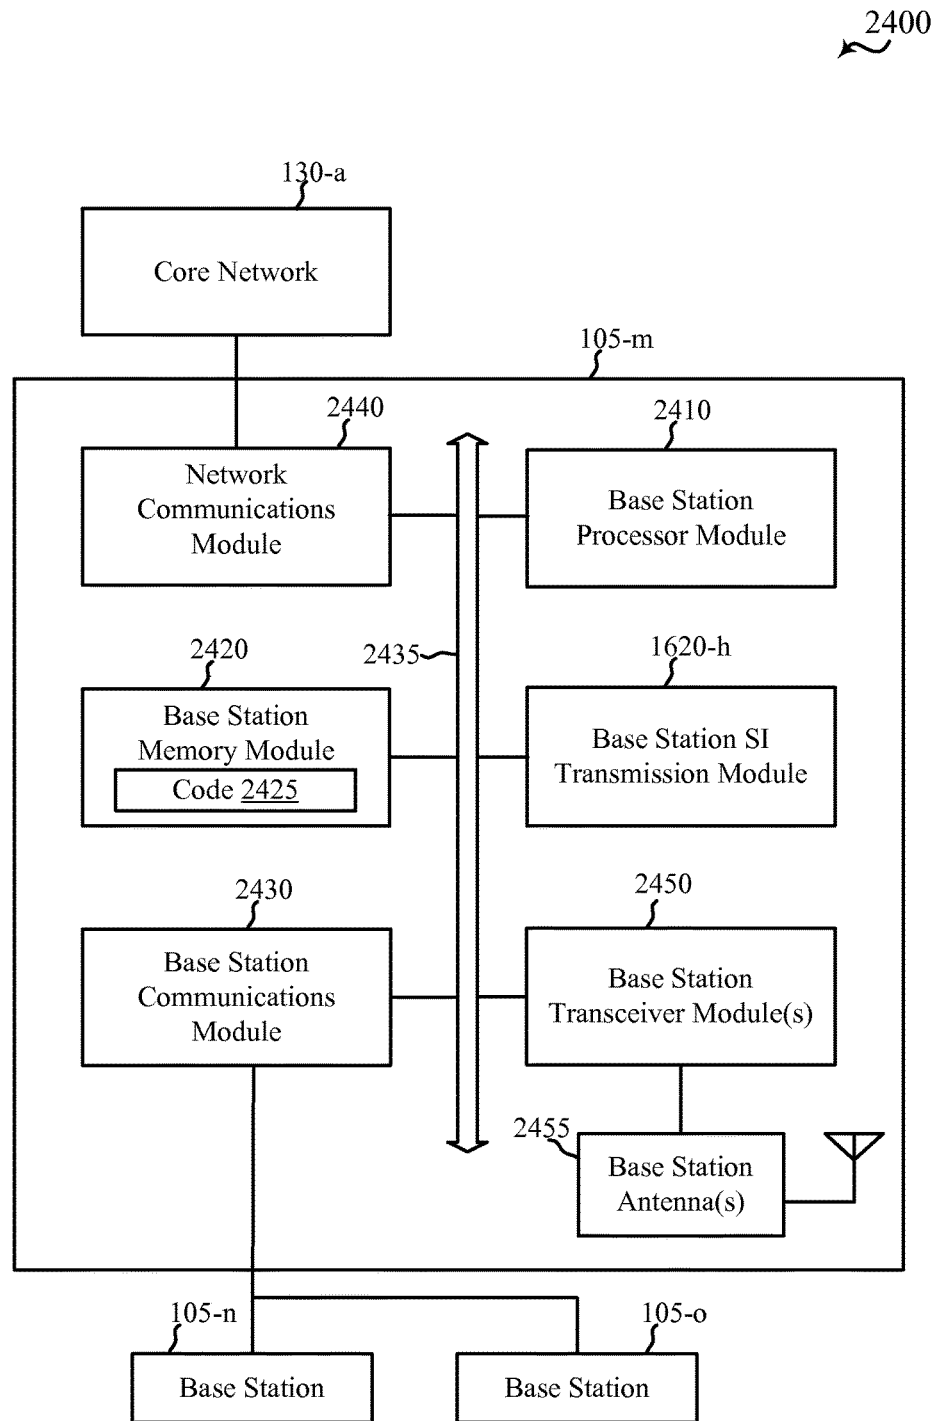 2400
130-a
Core Network
105-m
2440
Network
Communications
Module
2410
Base Station
Processor Module
2435
2420
Base Station
Memory Module
Code 2425
1620-h
Base Station SI
Transmission Module
2430
Base Station
Communications
Module
2450
Base Station
Transceiver Module(s)
2455
Base Station
Antenna(s)
105-n
Base Station
105-o
Base Station